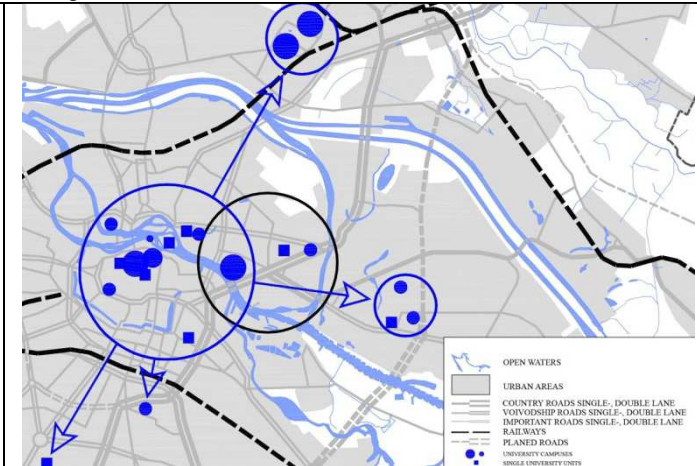 OPEN WATERS
URBAN AREAS
COUNTRY ROADS SINGLE-, DOUBLE LANE
VOIVODSHIP ROADS SINGLE-, DOUBLE LANE
IMPORTANT ROADS SINGLE-, DOUBLE LANE
RAILWAYS
PLANED ROADS
UNIVERSITY CAMPUSES
SINGLE UNIVERSITY UNITS